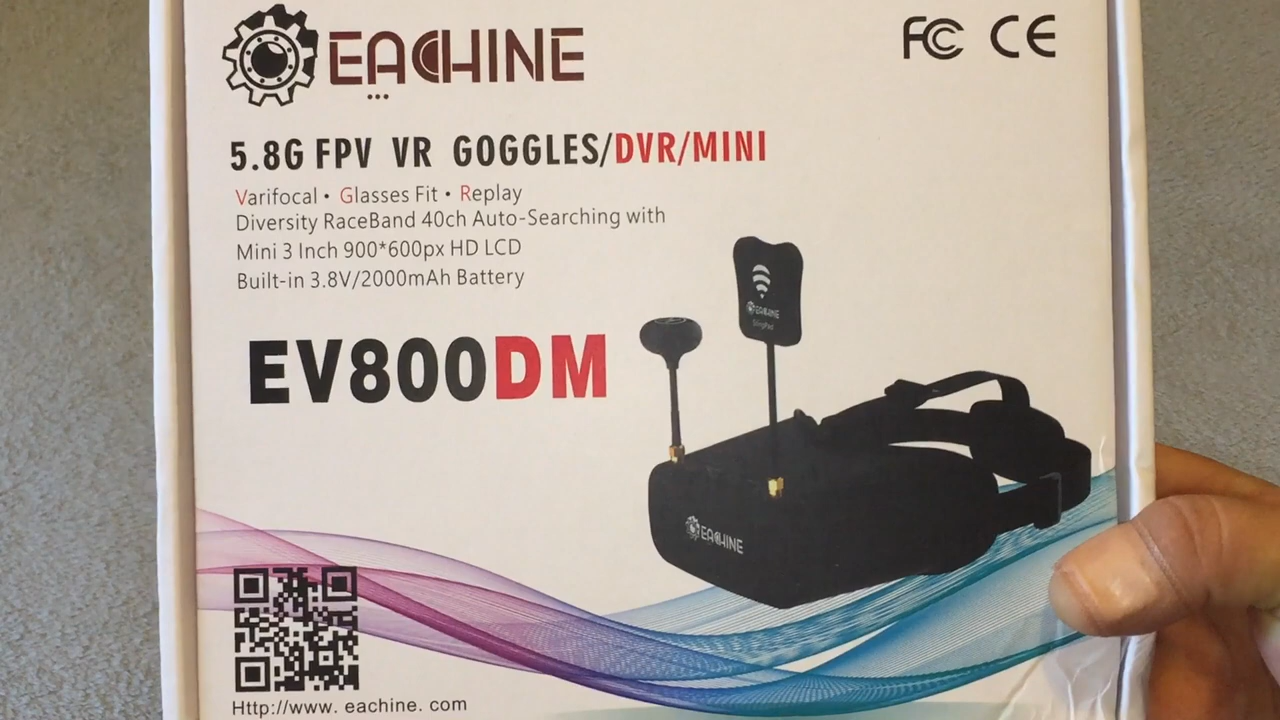 EACHINE
FC CE
5.8G FPV VR GOGGLES/DVR/MINI
Varifocal • Glasses Fit • Replay
Diversity RaceBand 40ch Auto-Searching with
Mini 3 Inch 900*600px HD LCD
Built-in 3.8V/2000mAh Battery
EV800DM
EACHINE
StingPad
EACHINE
Http://www. eachine. com